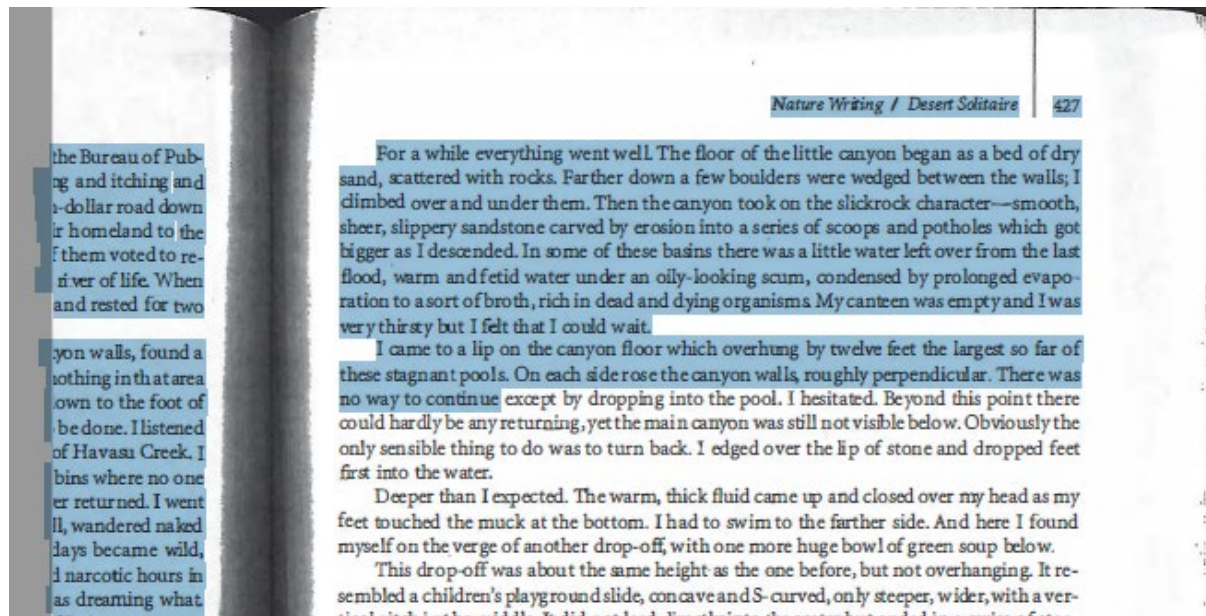 the Bureau of Pub-
ng and itching and
-dollar road down
ir homeland to the
f them voted to re-
river of life. When
and rested for two
yon walls, found a
nothing in that area
own to the foot of
be done. I listened
of Havasu Creek. I
bins where no one
er returned. I went
ll, wandered naked
days became wild,
d narcotic hours in
as dreaming what
Nature Writing / Desert Solitaire 427
For a while everything went well. The floor of the little canyon began as a bed of dry
sand, scattered with rocks. Farther down a few boulders were wedged between the walls; I
climbed over and under them. Then the canyon took on the slickrock character—smooth,
sheer, slippery sandstone carved by erosion into a series of scoops and potholes which got
bigger as I descended. In some of these basins there was a little water left over from the last
flood, warm and fetid water under an oily-looking scum, condensed by prolonged evapo-
ration to a sort of broth, rich in dead and dying organisms. My canteen was empty and I was
very thirsty but I felt that I could wait.
I came to a lip on the canyon floor which overhung by twelve feet the largest so far of
these stagnant pools. On each side rose the canyon walls, roughly perpendicular. There was
no way to continue except by dropping into the pool. I hesitated. Beyond this point there
could hardly be any returning, yet the main canyon was still not visible below. Obviously the
only sensible thing to do was to turn back. I edged over the lip of stone and dropped feet
first into the water.
Deeper than I expected. The warm, thick fluid came up and closed over my head as my
feet touched the muck at the bottom. I had to swim to the farther side. And here I found
myself on the verge of another drop-off, with one more huge bowl of green soup below.
This drop-off was about the same height as the one before, but not overhanging. It re-
sembled a children's playground slide, concave and S-curved, only steeper, wider, with a ver-